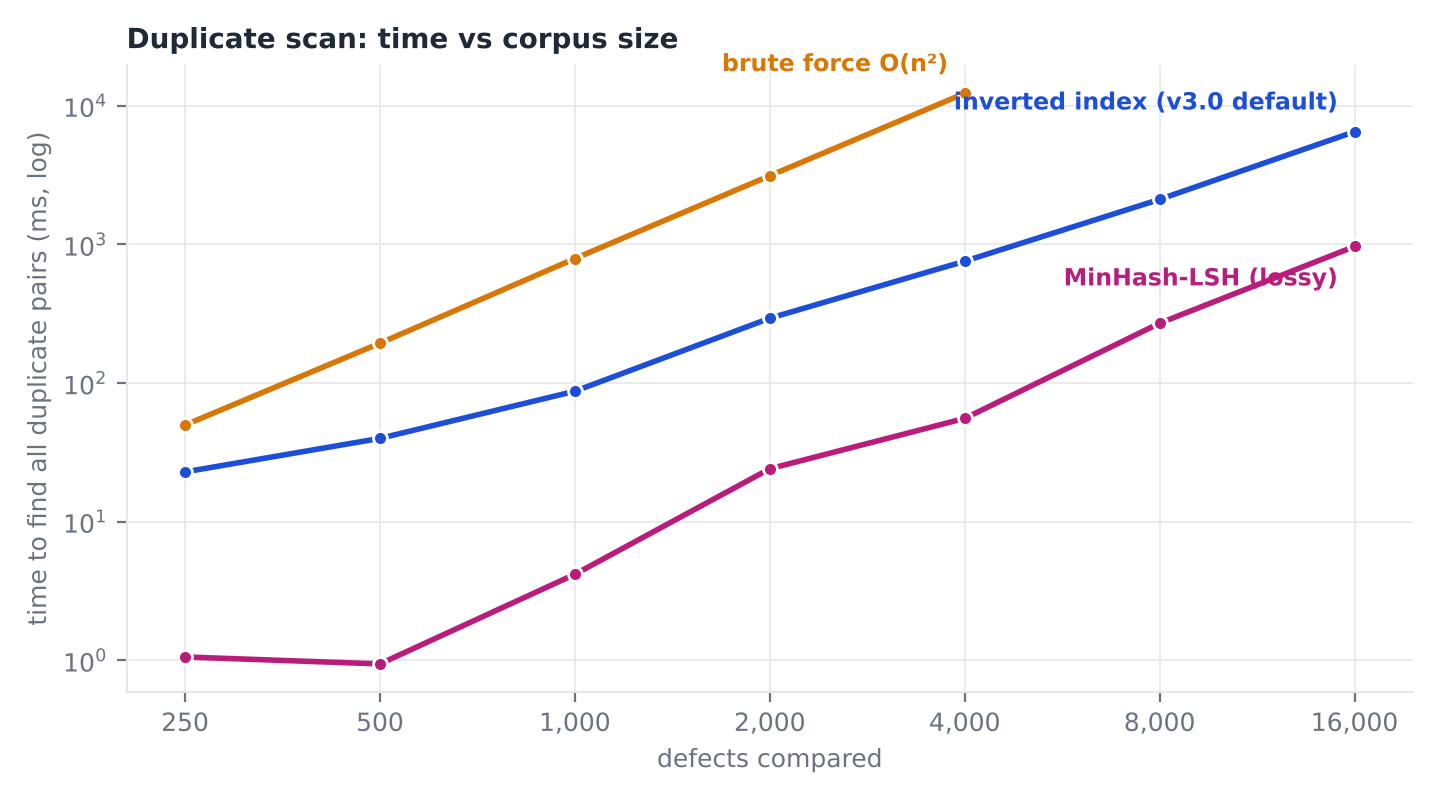 Duplicate scan: time vs corpus size
brute force O(n²)
inverted index (v3.0 default)
MinHash-LSH (lossy)
time to find all duplicate pairs (ms, log)
10⁴
10³
10²
10¹
10⁰
250 500 1,000 2,000 4,000 8,000 16,000
defects compared